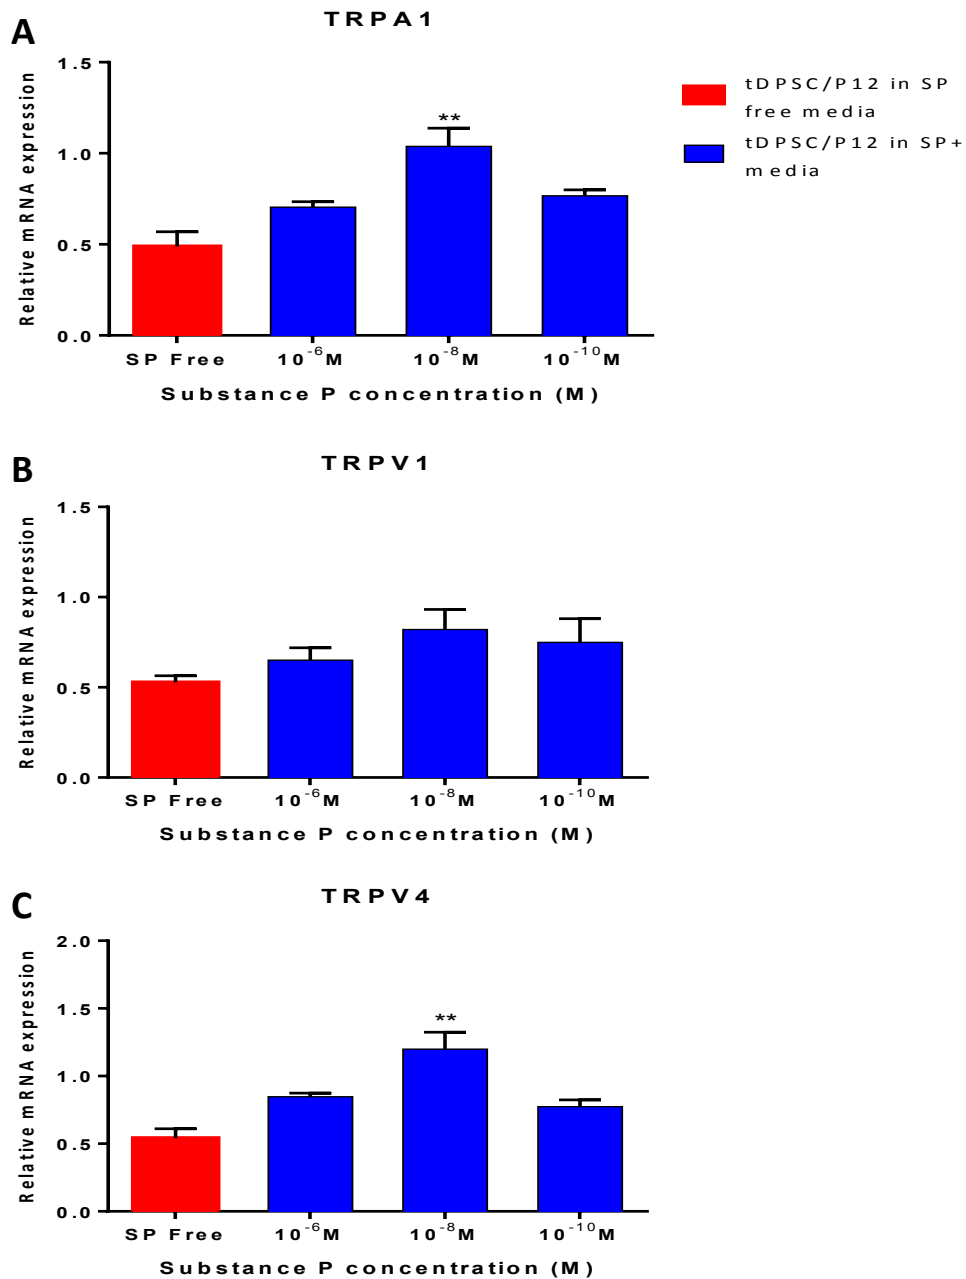 A
TRPA1
Relative mRNA expression
1.5
1.0
0.5
0.0
**
SP Free
10⁻⁶M
10⁻⁸M
10⁻¹⁰M
Substance P concentration (M)
tDPSC/P12 in SP
free media
tDPSC/P12 in SP+
media
B
TRPV1
Relative mRNA expression
1.5
1.0
0.5
0.0
SP Free
10⁻⁶M
10⁻⁸M
10⁻¹⁰M
Substance P concentration (M)
C
TRPV4
Relative mRNA expression
2.0
1.5
1.0
0.5
0.0
**
SP Free
10⁻⁶M
10⁻⁸M
10⁻¹⁰M
Substance P concentration (M)